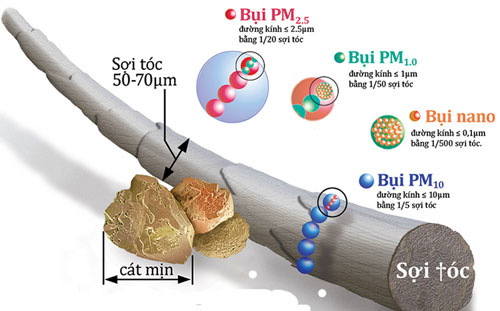 Bụi PM2.5
đường kính ≤ 2.5µm
bằng 1/20 sợi tóc
Sợi tóc
50-70µm
Bụi PM1.0
đường kính ≤ 1µm
bằng 1/50 sợi tóc
Bụi nano
đường kính ≤ 0,1µm
bằng 1/500 sợi tóc.
Bụi PM10
đường kính ≤ 10µm
bằng 1/5 sợi tóc
cát mịn
Sợi tóc